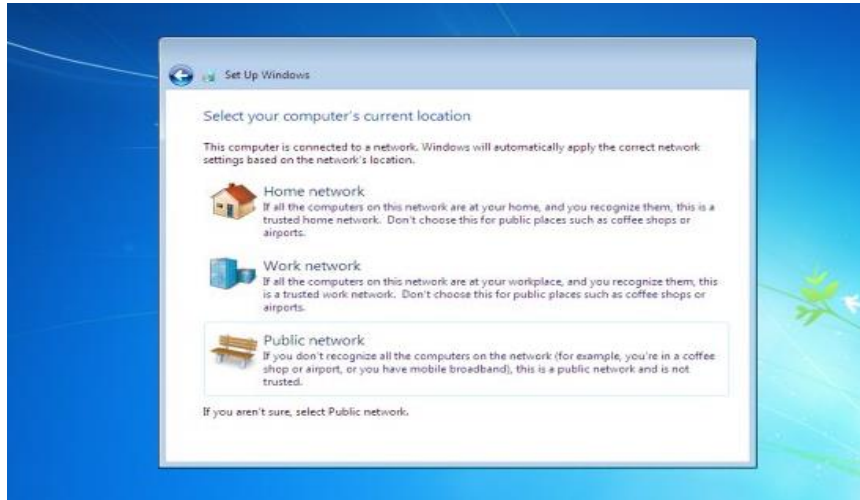 Set Up Windows
Select your computer's current location
This computer is connected to a network. Windows will automatically apply the correct network
settings based on the network's location.
Home network
If all the computers on this network are at your home, and you recognize them, this is a
trusted home network. Don't choose this for public places such as coffee shops or
airports.
Work network
If all the computers on this network are at your workplace, and you recognize them, this
is a trusted work network. Don't choose this for public places such as coffee shops or
airports.
Public network
If you don't recognize all the computers on the network (for example, you're in a coffee
shop or airport, or you have mobile broadband), this is a public network and is not
trusted.
If you aren't sure, select Public network.